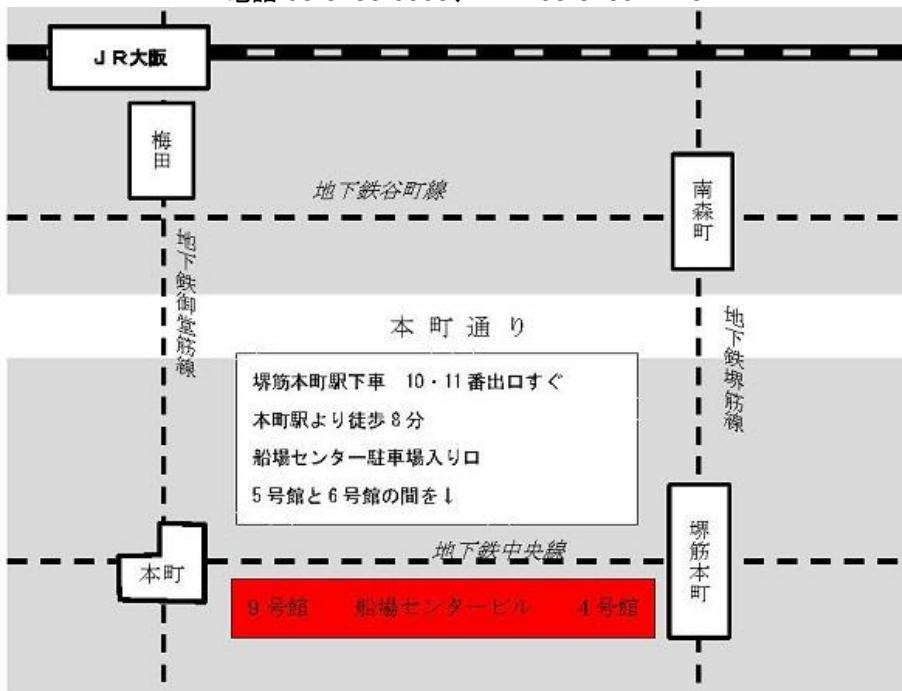 JR大阪
梅田
地下鉄谷町線
南森町
地下鉄御堂筋線
本町通り
地下鉄堺筋線
堺筋本町駅下車 10・11番出口すぐ
本町駅より徒歩8分
船場センター駐車場入り口
5号館と6号館の間を↓
地下鉄中央線
本町
堺筋本町
9号館 船場センタービル 4号館